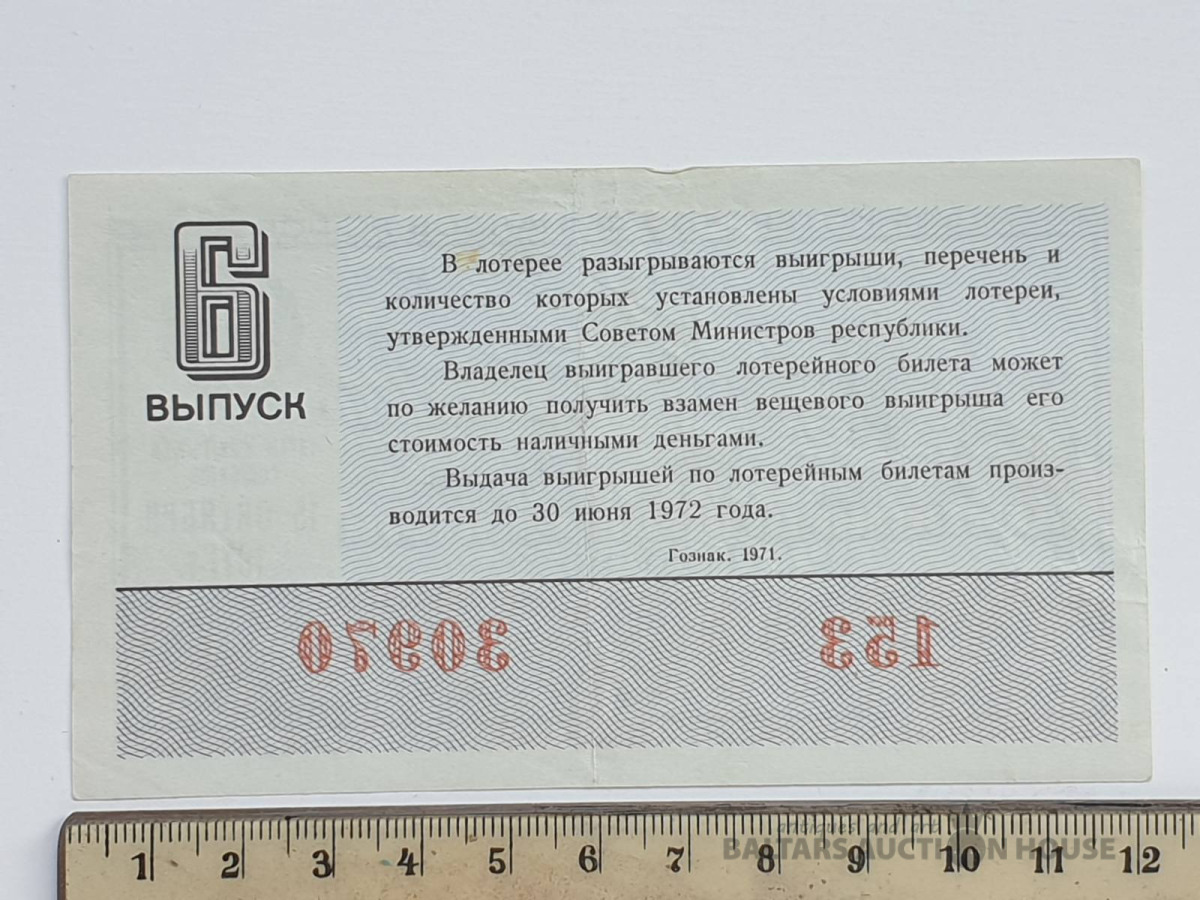 6
ВЫПУСК
В лотерее разыгрываются выигрыши, перечень и
количество которых установлены условиями лотереи,
утвержденными Советом Министров республики.
Владелец выигравшего лотерейного билета может
по желанию получить взамен вещевого выигрыша его
стоимость наличными деньгами.
Выдача выигрышей по лотерейным билетам произ-
водится до 30 июня 1972 года.
Гознак. 1971.
30970 153
antiques and art
BALTARS AUCTION HOUSE
1 2 3 4 5 6 7 8 9 10 11 12